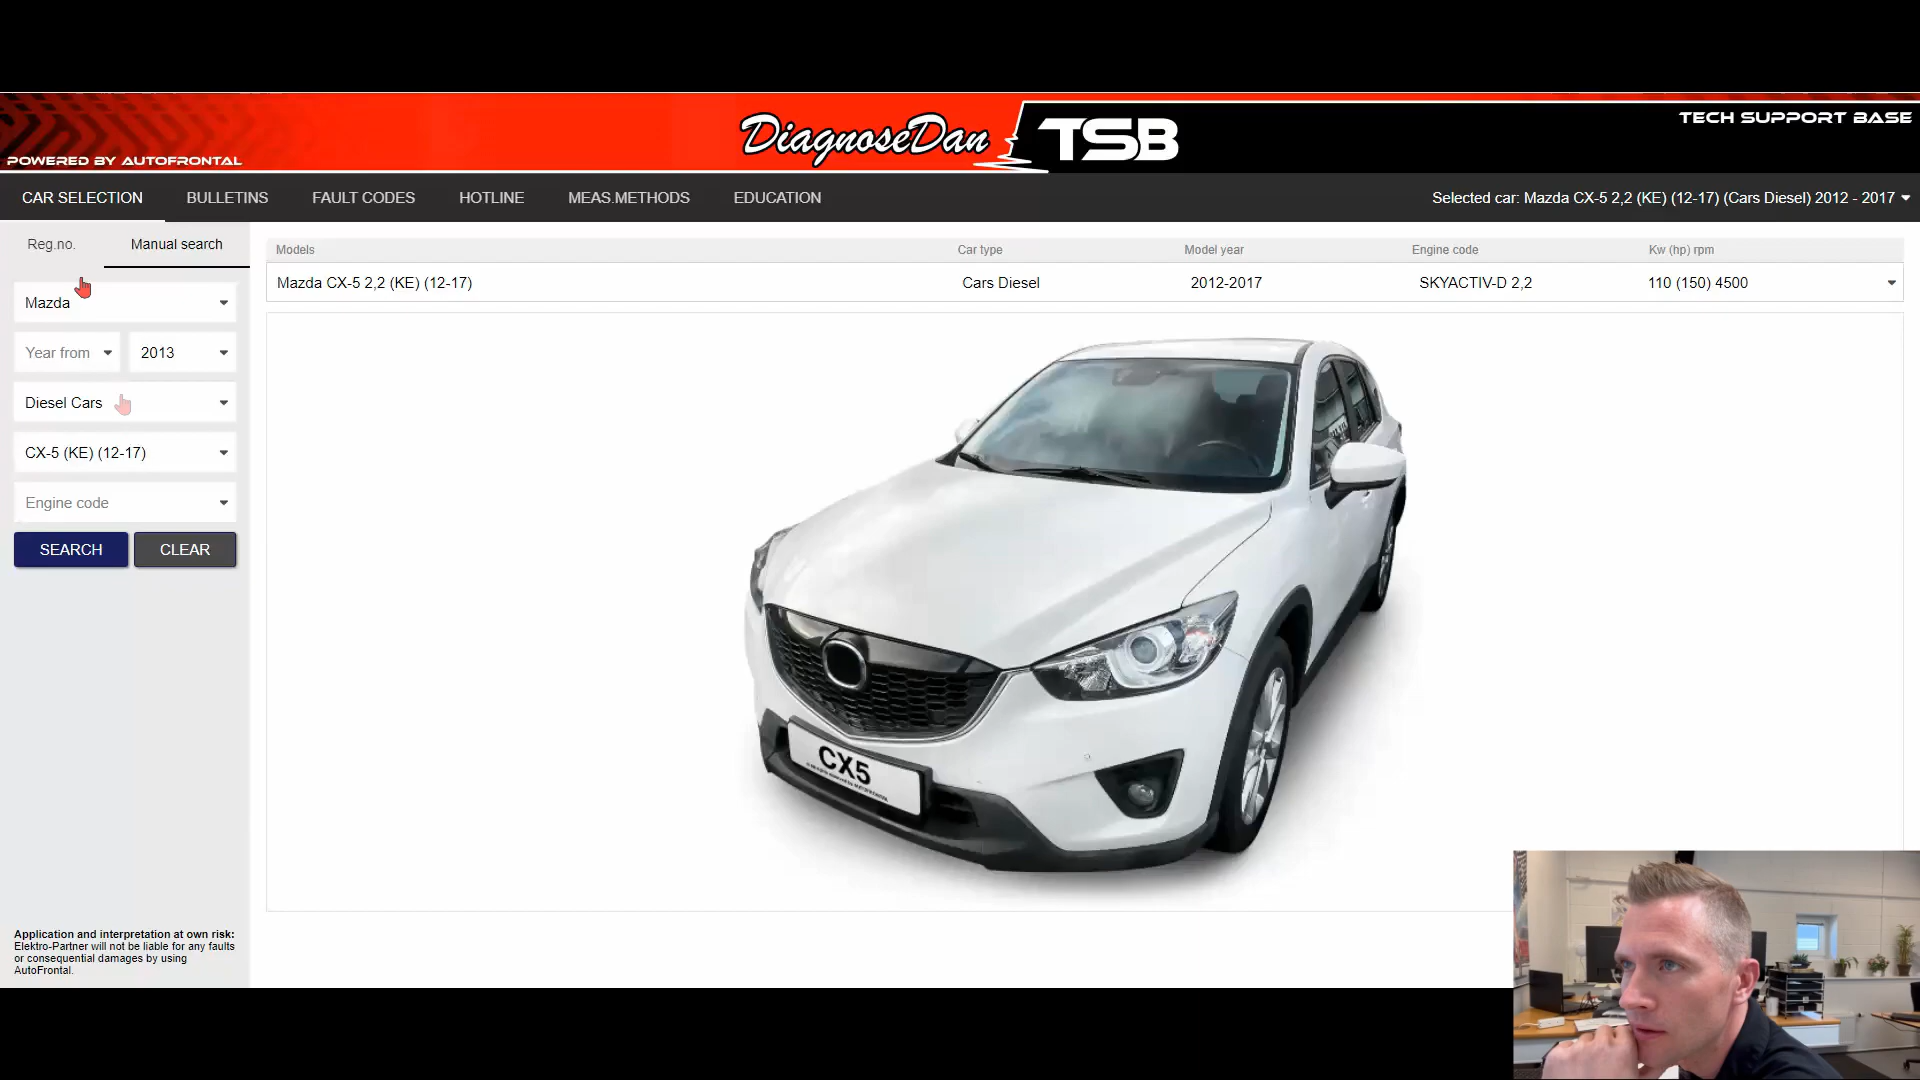 DiagnoseDan TSB
TECH SUPPORT BASE
POWERED BY AUTOFRONTAL
CAR SELECTION BULLETINS FAULT CODES HOTLINE MEAS.METHODS EDUCATION Selected car: Mazda CX-5 2,2 (KE) (12-17) (Cars Diesel) 2012 - 2017
Reg.no. Manual search
Mazda
Year from 2013
Diesel Cars
CX-5 (KE) (12-17)
Engine code
SEARCH CLEAR
Application and interpretation at own risk:
Elektro-Partner will not be liable for any faults
or consequential damages by using
AutoFrontal.
Models Car type Model year Engine code Kw (hp) rpm
Mazda CX-5 2,2 (KE) (12-17) Cars Diesel 2012-2017 SKYACTIV-D 2,2 110 (150) 4500
CX5